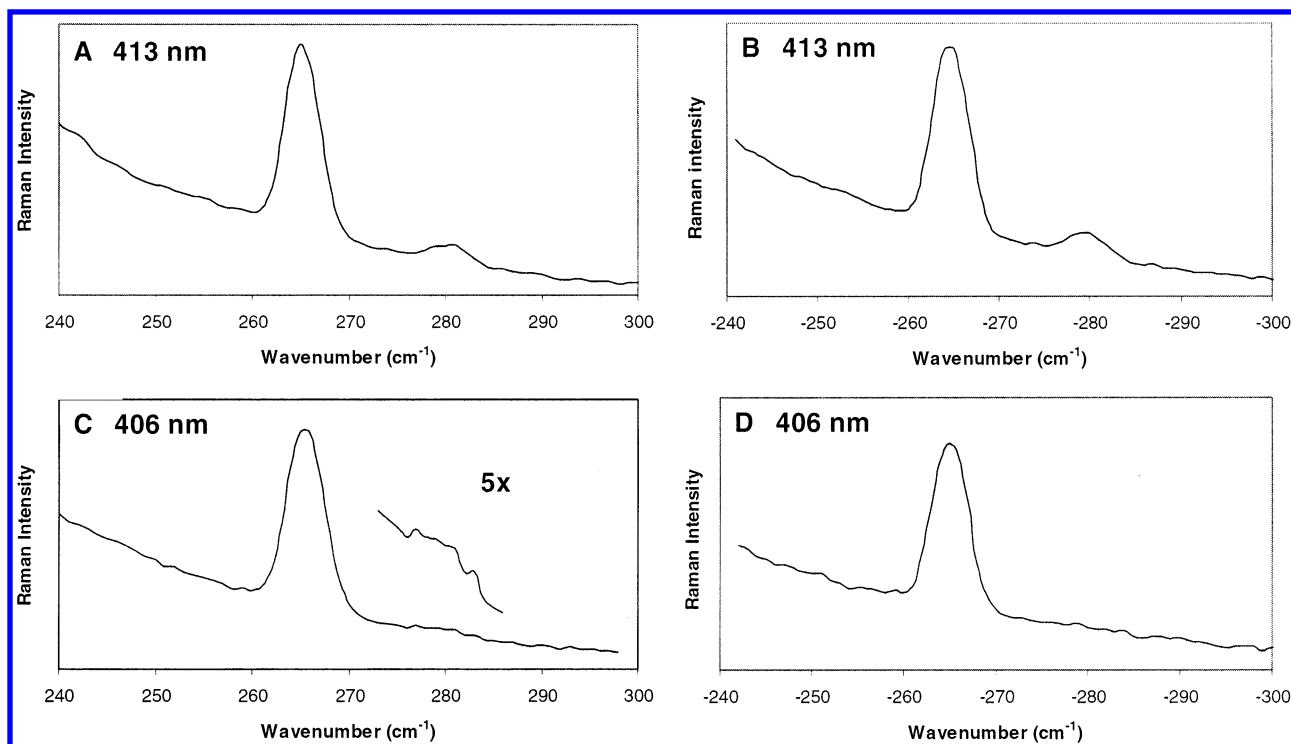 A 413 nm
Raman Intensity
240 250 260 270 280 290 300
Wavenumber (cm⁻¹)
B 413 nm
Raman intensity
-240 -250 -260 -270 -280 -290 -300
Wavenumber (cm⁻¹)
C 406 nm
5x
Raman Intensity
240 250 260 270 280 290 300
Wavenumber (cm⁻¹)
D 406 nm
Raman Intensity
-240 -250 -260 -270 -280 -290 -300
Wavenumber (cm⁻¹)